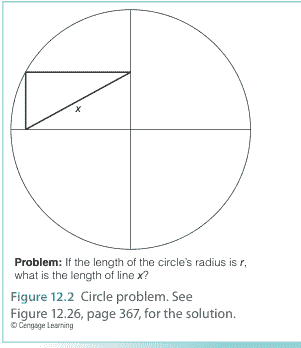 x
Problem: If the length of the circle's radius is r,
what is the length of line x?
Figure 12.2 Circle problem. See
Figure 12.26, page 367, for the solution.
© Cengage Learning